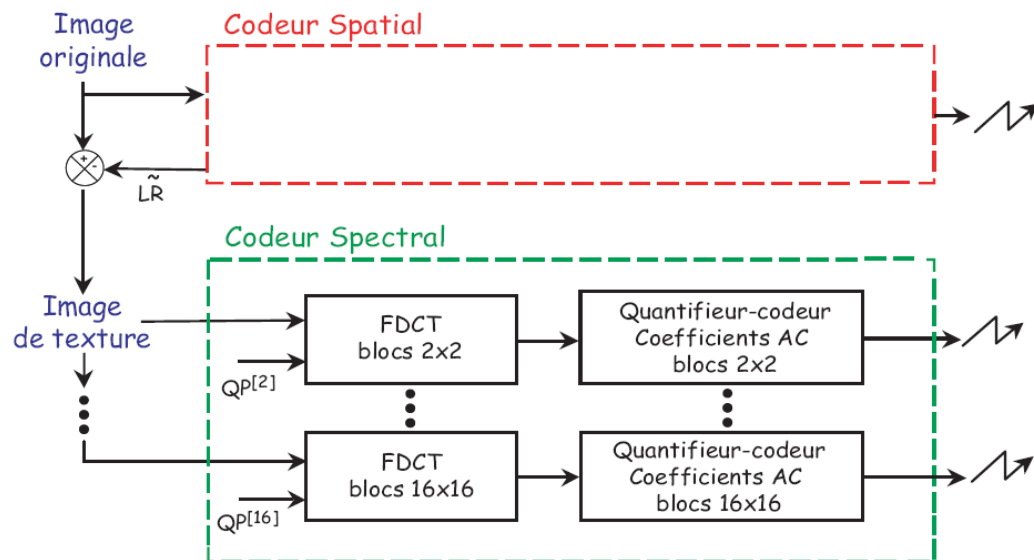 Image
originale
Codeur Spatial
+
-
L̃R
Codeur Spectral
Image
de texture
FDCT
blocs 2x2
Quantifieur-codeur
Coefficients AC
blocs 2x2
QP[2]
FDCT
blocs 16x16
Quantifieur-codeur
Coefficients AC
blocs 16x16
QP[16]